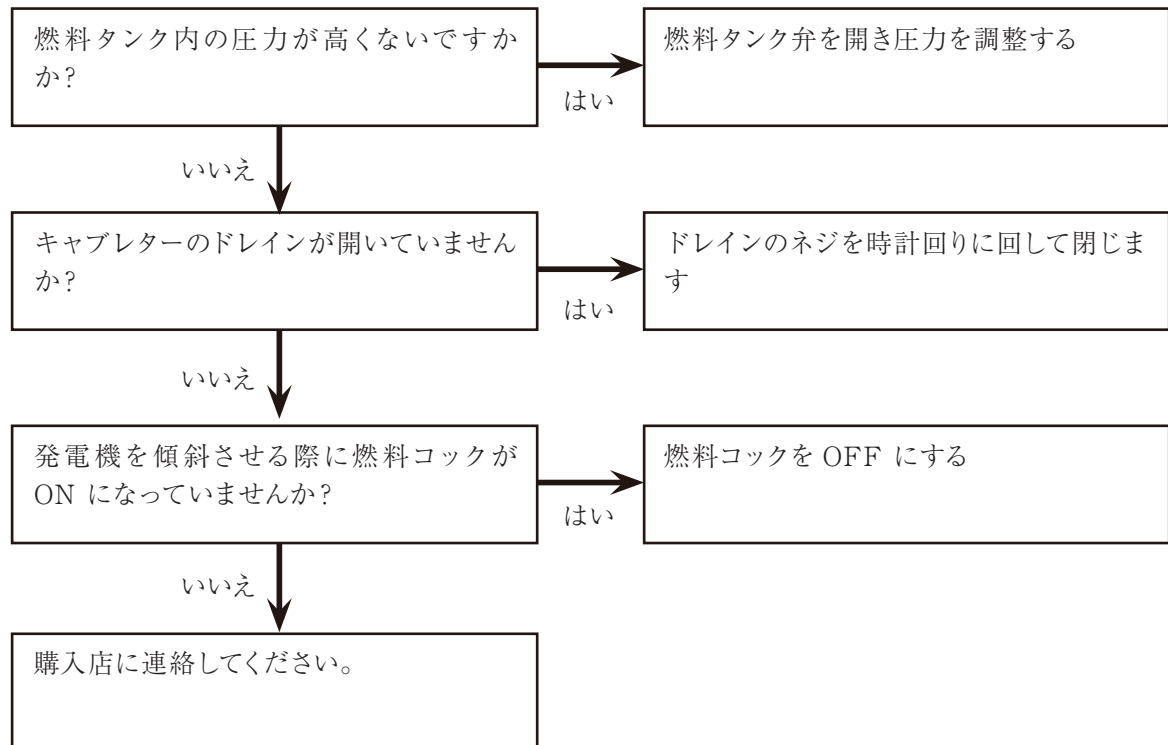 燃料タンク内の圧力が高くないですか
か?
燃料タンク弁を開き圧力を調整する
はい
いいえ
キャブレターのドレインが開いていません
か?
ドレインのネジを時計回りに回して閉じま
す
はい
いいえ
発電機を傾斜させる際に燃料コックが
ON になっていませんか?
燃料コックを OFF にする
はい
いいえ
購入店に連絡してください。